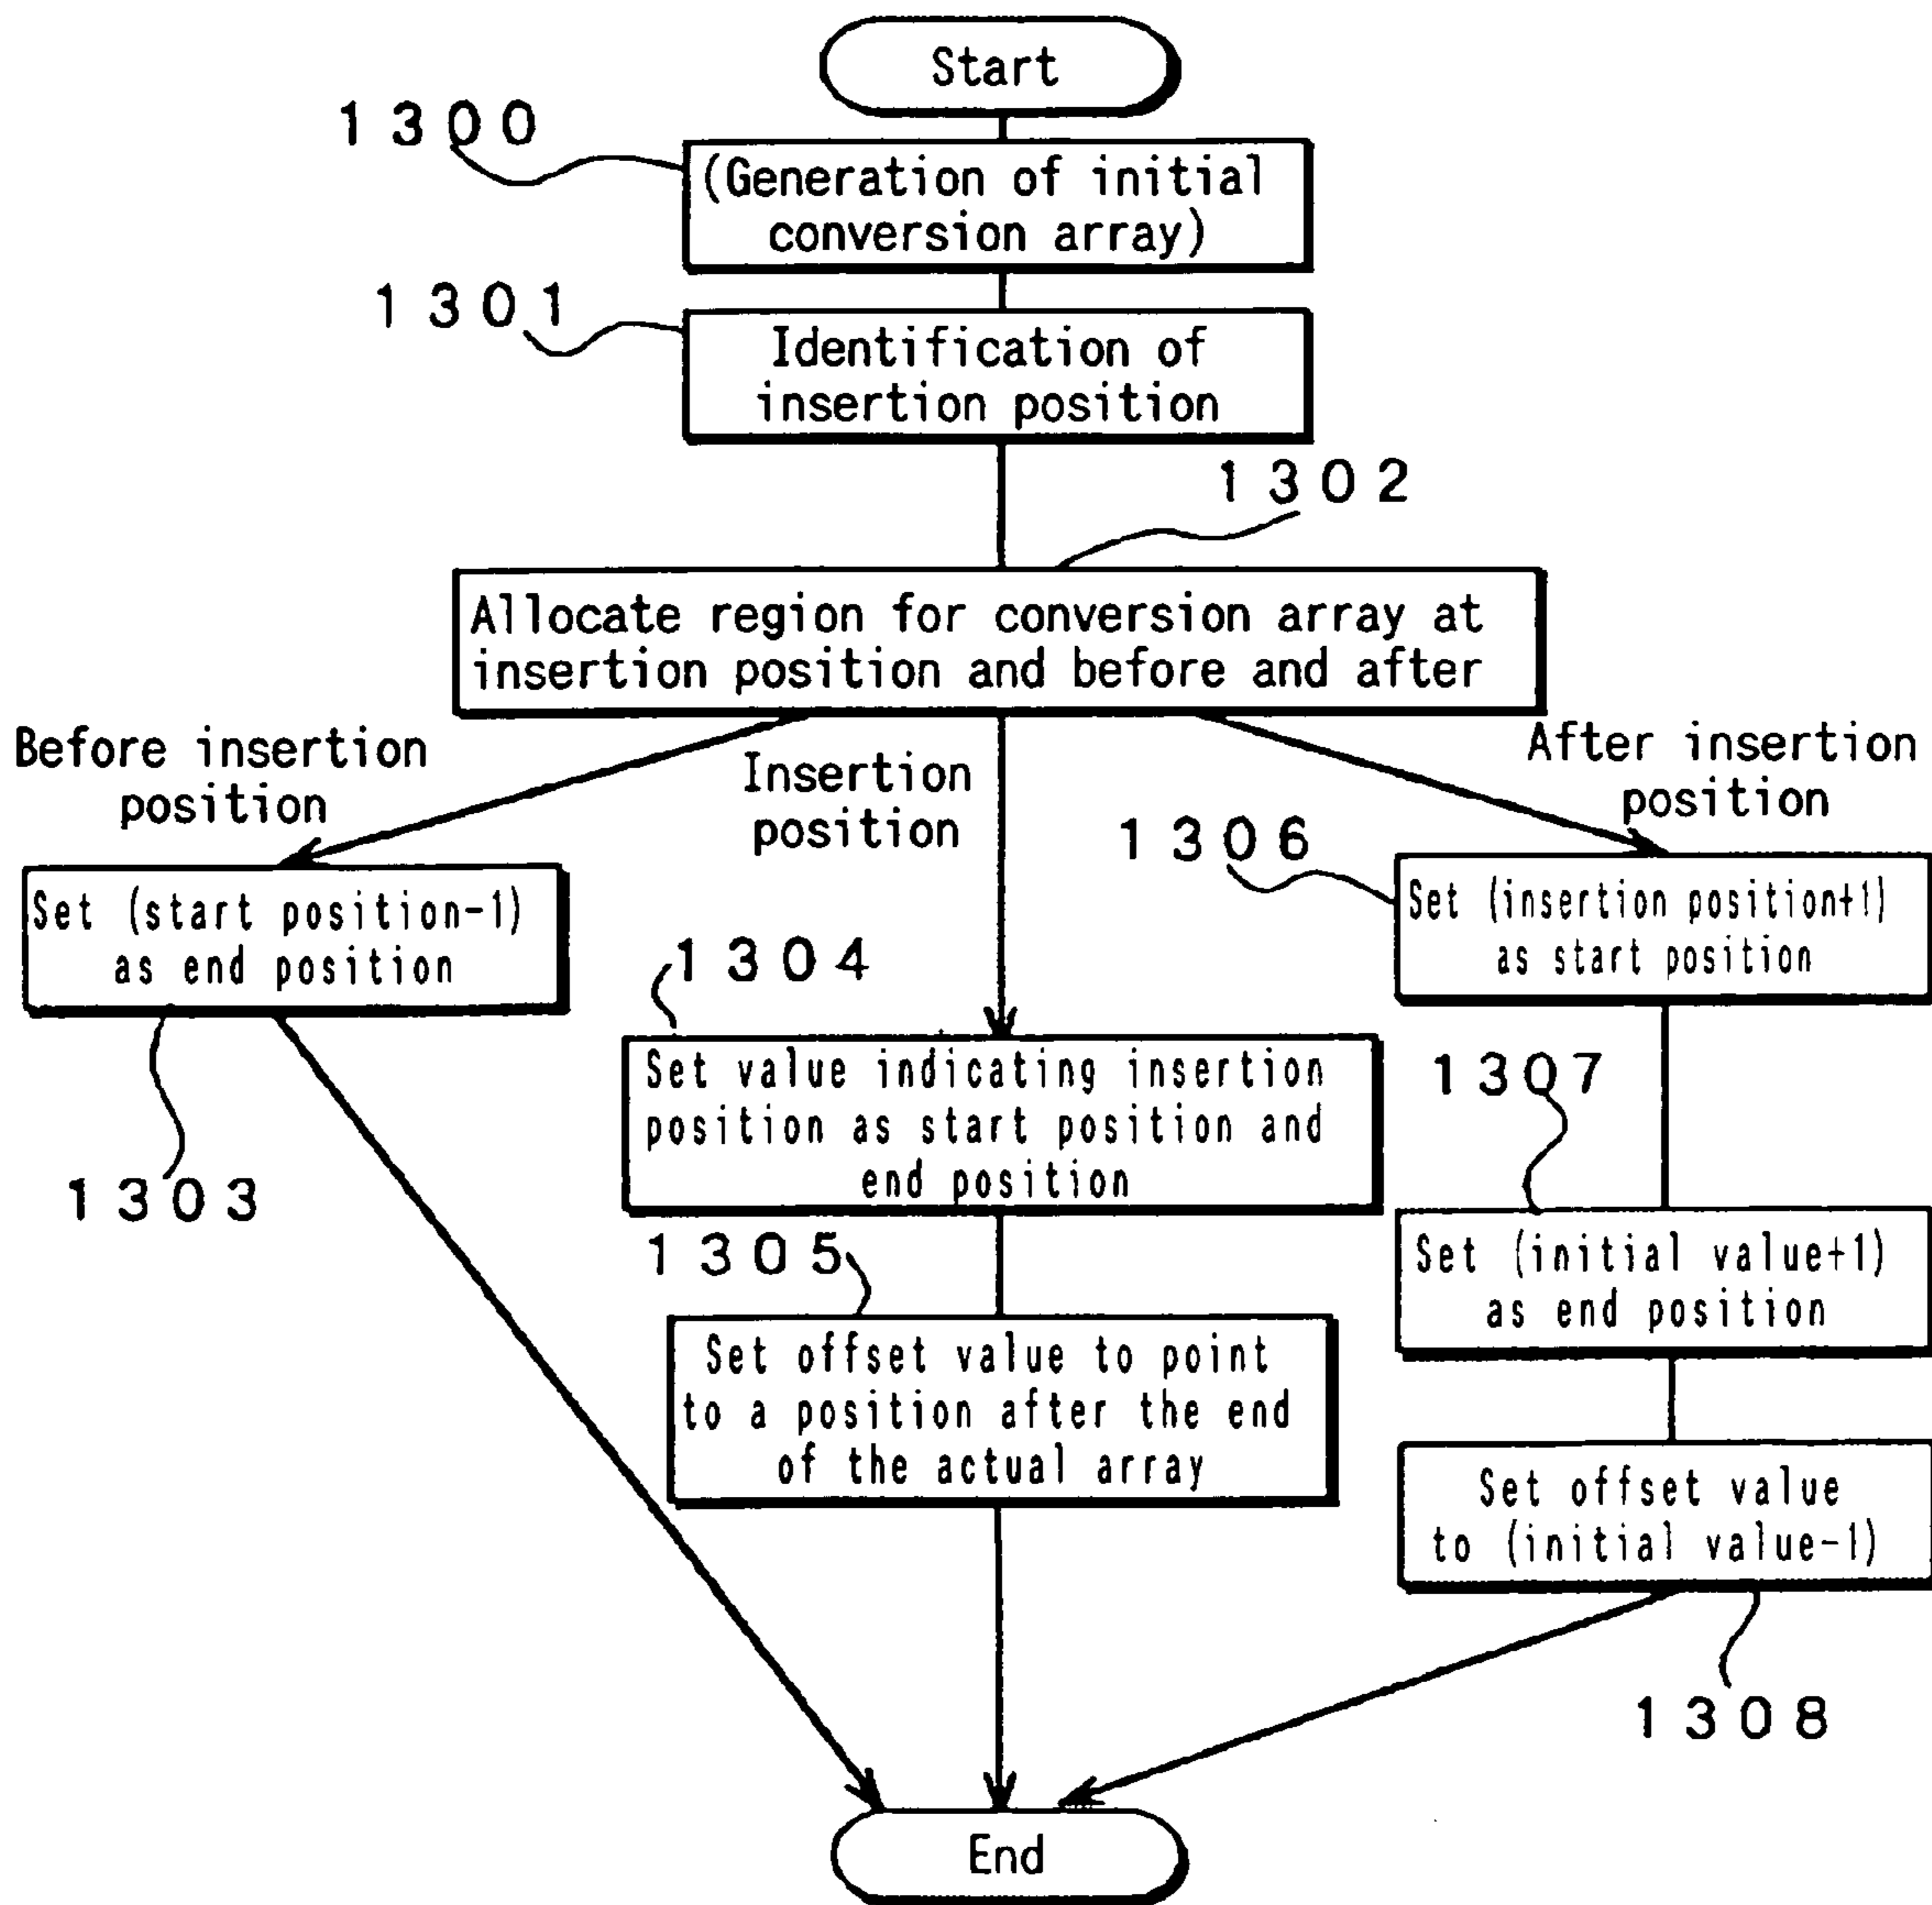 Start
1300
(Generation of initial
conversion array)
1301
Identification of
insertion position
1302
Allocate region for conversion array at
insertion position and before and after
Before insertion
position
Insertion
position
After insertion
position
1306
Set (start position-1)
as end position
1303
1304
Set value indicating insertion
position as start position and
end position
1305
Set offset value to point
to a position after the end
of the actual array
Set (insertion position+1)
as start position
1307
Set (initial value+1)
as end position
Set offset value
to (initial value-1)
1308
End